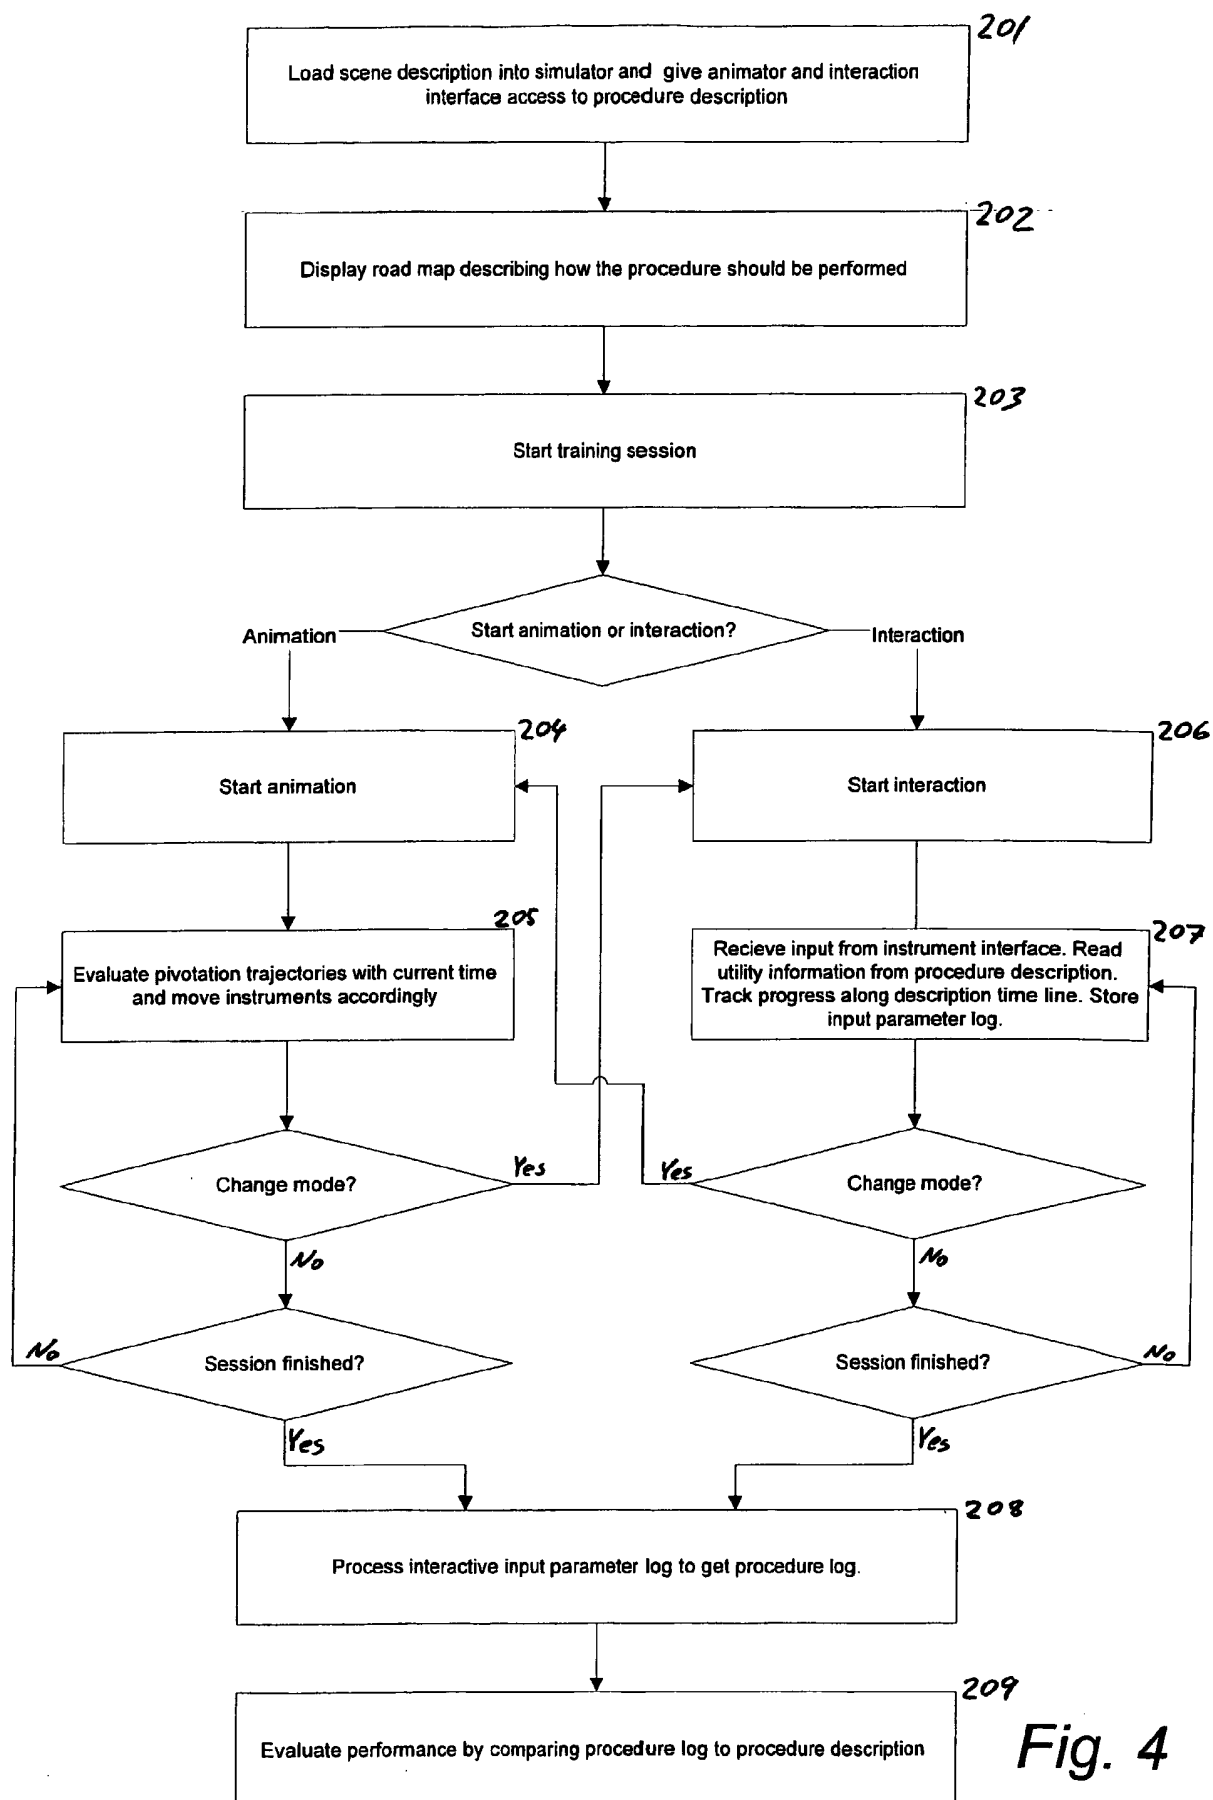 201
Load scene description into simulator and give animator and interaction
interface access to procedure description
202
Display road map describing how the procedure should be performed
203
Start training session
Start animation or interaction?
Animation
Interaction
204
Start animation
206
Start interaction
205
Evaluate pivotation trajectories with current time
and move instruments accordingly
207
Recieve input from instrument interface. Read
utility information from procedure description.
Track progress along description time line. Store
input parameter log.
Change mode?
Yes
Yes
Change mode?
No
No
No
Session finished?
Session finished?
No
Yes
Yes
208
Process interactive input parameter log to get procedure log.
209
Evaluate performance by comparing procedure log to procedure description
Fig. 4